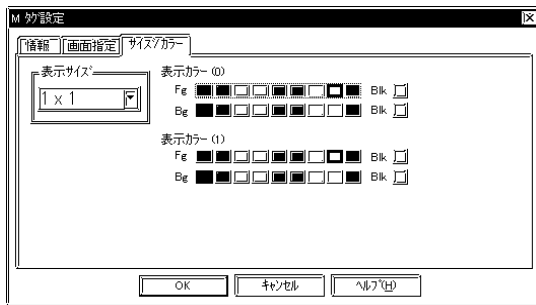 M ﾀｸﾞ設定
情報 画面指定 サイズ/カラー
表示サイズ
1 x 1
表示カラー (0)
Fg Blk
Bg Blk
表示カラー (1)
Fg Blk
Bg Blk
OK キャンセル ヘルプ(H)